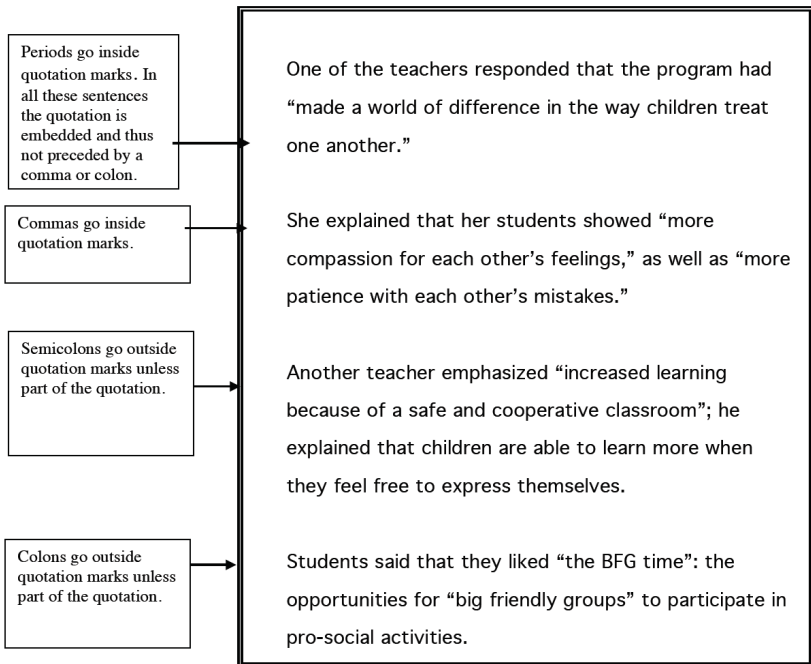 Periods go inside
quotation marks. In
all these sentences
the quotation is
embedded and thus
not preceded by a
comma or colon.
One of the teachers responded that the program had
“made a world of difference in the way children treat
one another.”
Commas go inside
quotation marks.
She explained that her students showed “more
compassion for each other’s feelings,” as well as “more
patience with each other’s mistakes.”
Semicolons go outside
quotation marks unless
part of the quotation.
Another teacher emphasized “increased learning
because of a safe and cooperative classroom”; he
explained that children are able to learn more when
they feel free to express themselves.
Colons go outside
quotation marks unless
part of the quotation.
Students said that they liked “the BFG time”: the
opportunities for “big friendly groups” to participate in
pro-social activities.